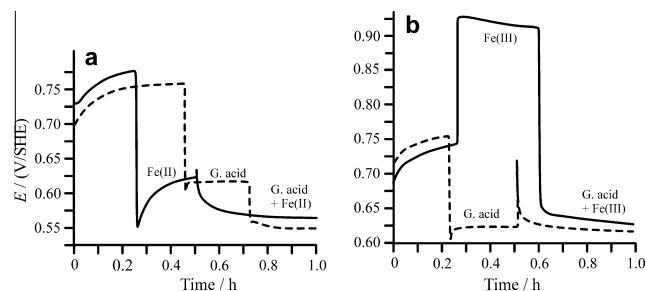 a
E / (V/SHE)
0.75
0.70
0.65
0.60
0.55
Fe(II)
G. acid
G. acid
+ Fe(II)
0
0.2
0.4
0.6
0.8
1.0
Time / h
b
0.90
0.85
0.80
0.75
0.70
0.65
0.60
Fe(III)
G. acid
G. acid
+ Fe(III)
0
0.2
0.4
0.6
0.8
1.0
Time / h